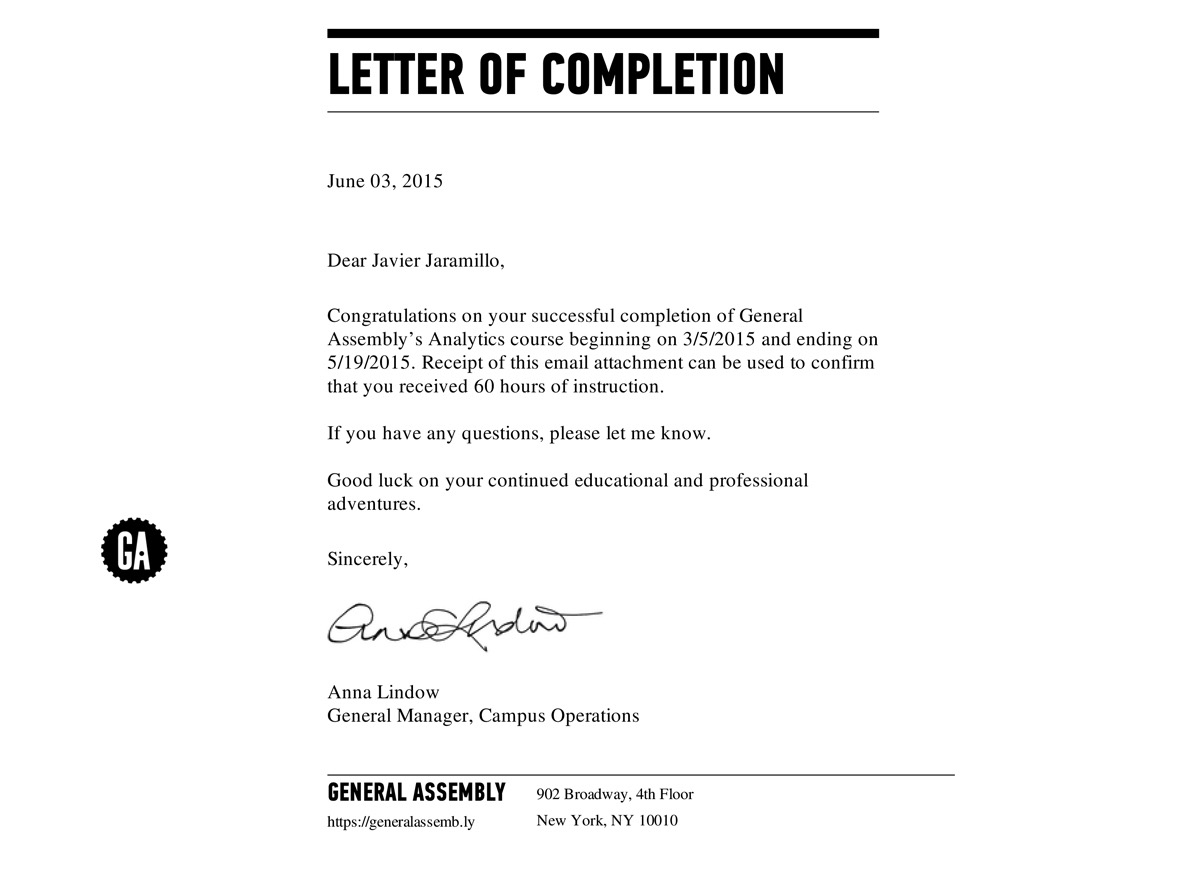 LETTER OF COMPLETION
June 03, 2015
Dear Javier Jaramillo,
Congratulations on your successful completion of General
Assembly’s Analytics course beginning on 3/5/2015 and ending on
5/19/2015. Receipt of this email attachment can be used to confirm
that you received 60 hours of instruction.
If you have any questions, please let me know.
Good luck on your continued educational and professional
adventures.
GA
Sincerely,
Anna Lindow
Anna Lindow
General Manager, Campus Operations
GENERAL ASSEMBLY
902 Broadway, 4th Floor
https://generalassemb.ly
New York, NY 10010